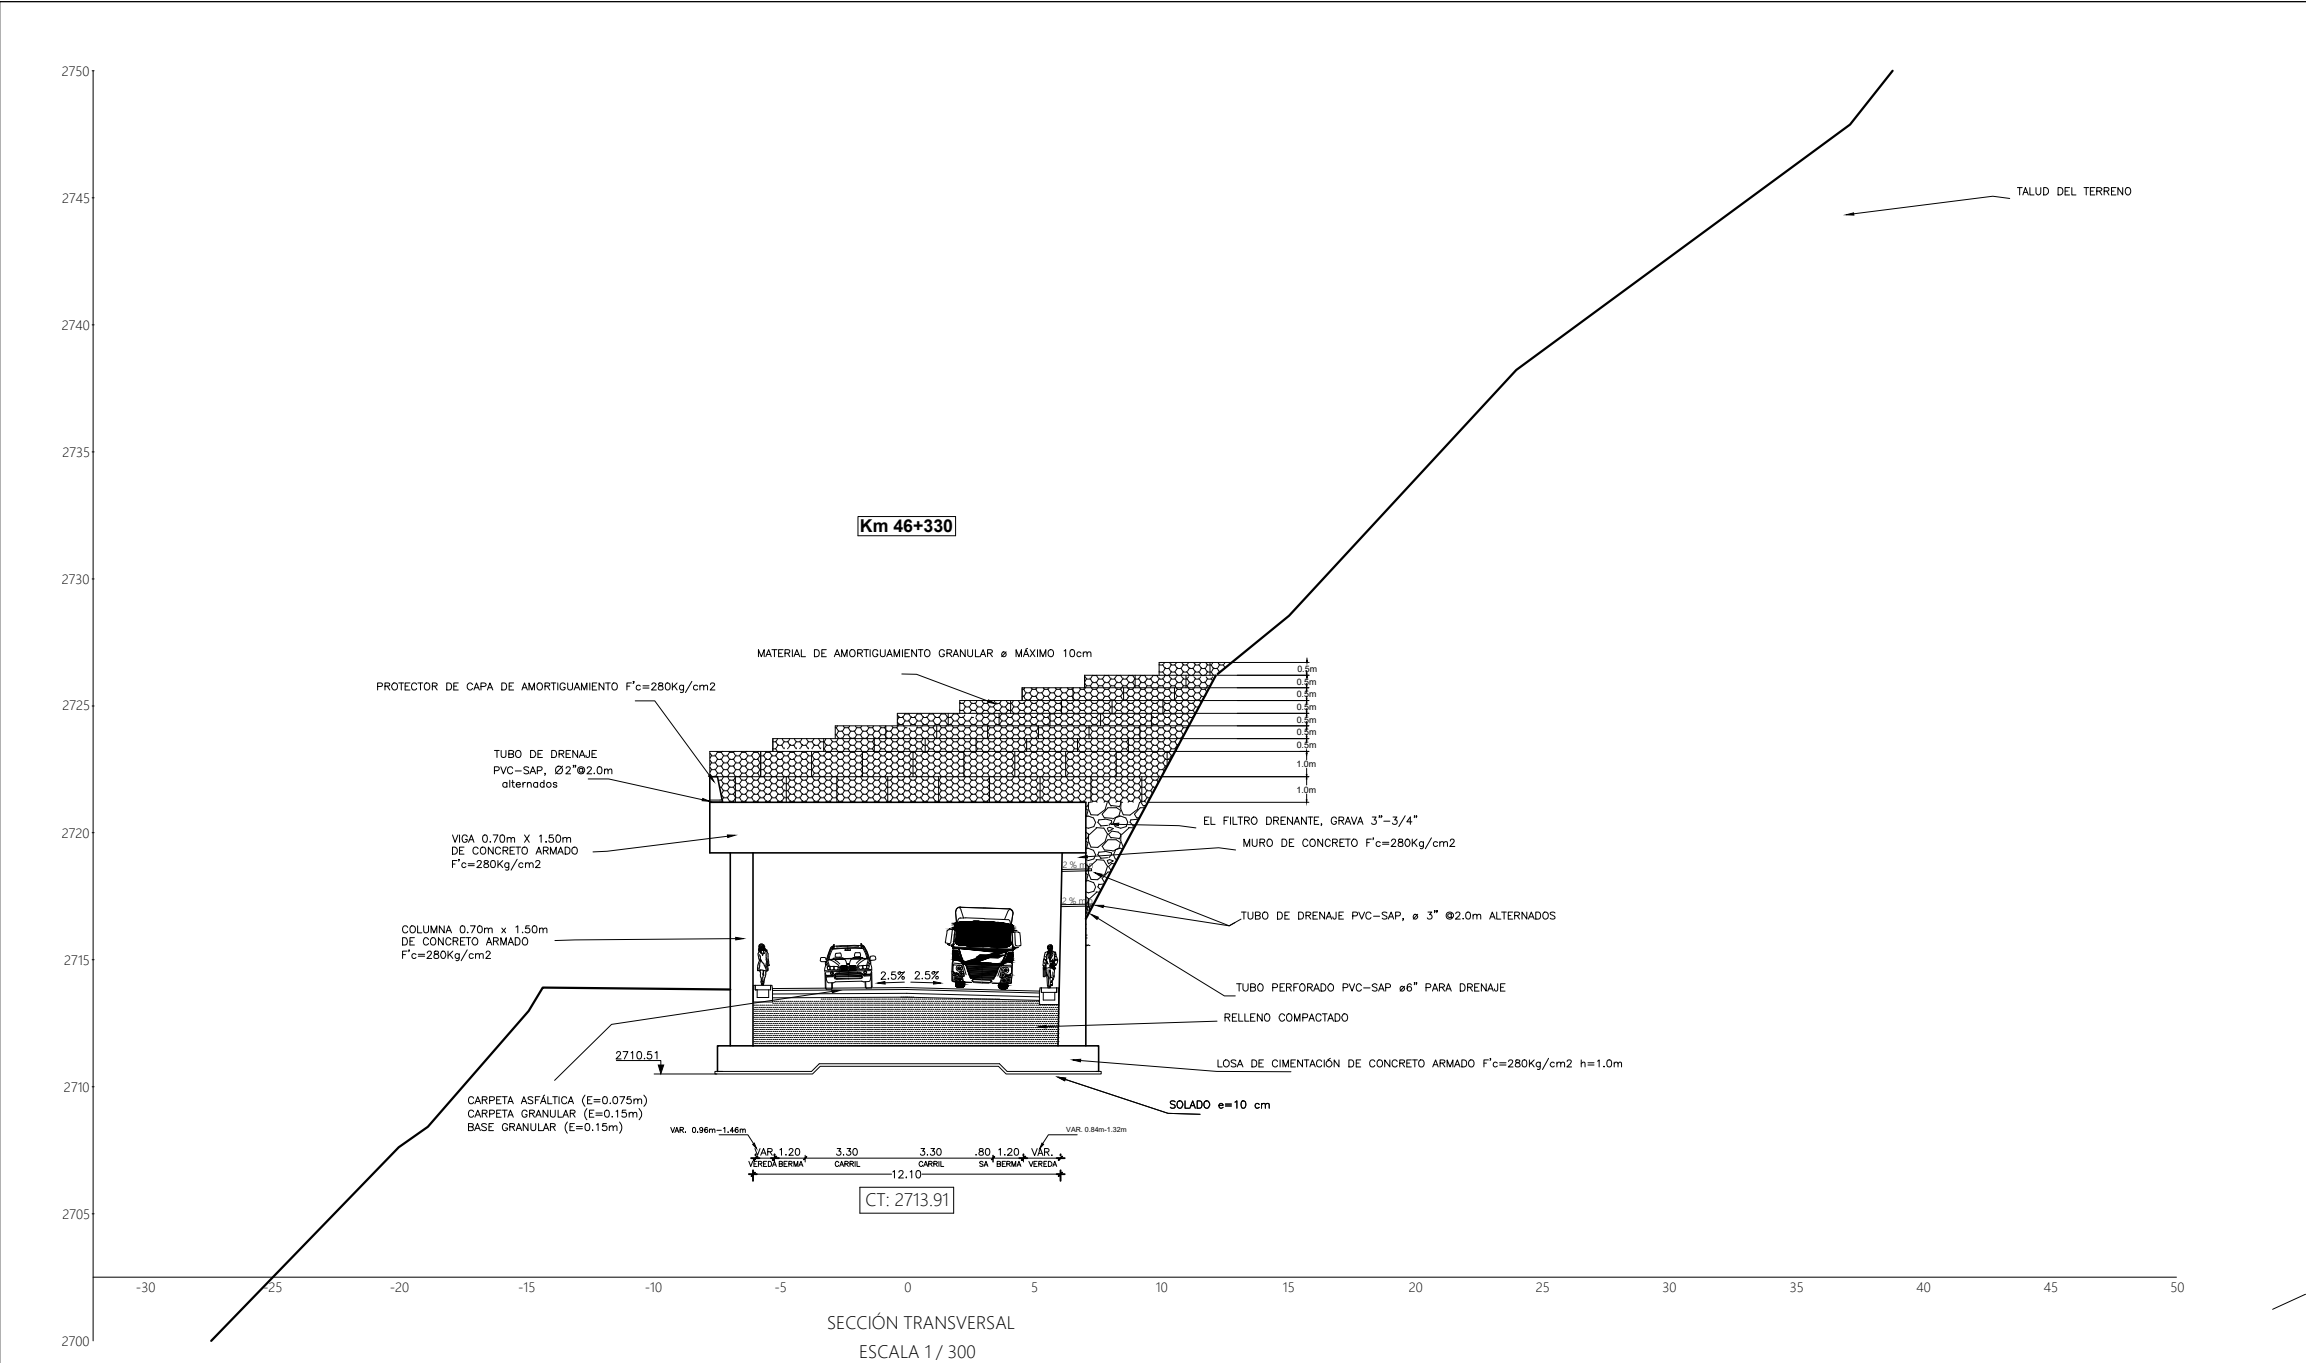 2750
2745
TALUD DEL TERRENO
2740
2735
Km 46+330
2730
MATERIAL DE AMORTIGUAMIENTO GRANULAR ø MÁXIMO 10cm
0.5m
PROTECTOR DE CAPA DE AMORTIGUAMIENTO F'c=280Kg/cm2
0.5m
0.5m
2725
0.5m
0.5m
0.5m
0.5m
TUBO DE DRENAJE
PVC-SAP, Ø2"@2.0m
alternados
1.0m
1.0m
EL FILTRO DRENANTE, GRAVA 3"-3/4"
2720
VIGA 0.70m X 1.50m
DE CONCRETO ARMADO
F'c=280Kg/cm2
MURO DE CONCRETO F'c=280Kg/cm2
2 %
2 %
TUBO DE DRENAJE PVC-SAP, ø 3" @2.0m ALTERNADOS
COLUMNA 0.70m x 1.50m
DE CONCRETO ARMADO
F'c=280Kg/cm2
2715
2.5% 2.5%
TUBO PERFORADO PVC-SAP ø6" PARA DRENAJE
RELLENO COMPACTADO
2710.51
LOSA DE CIMENTACIÓN DE CONCRETO ARMADO F'c=280Kg/cm2 h=1.0m
2710
CARPETA ASFÁLTICA (E=0.075m)
CARPETA GRANULAR (E=0.15m)
BASE GRANULAR (E=0.15m)
SOLADO e=10 cm
VAR. 0.96m-1.46m
VAR. 0.84m-1.32m
VAR. 1.20 3.30 3.30 .80 1.20 VAR.
VEREDA BERMA CARRIL CARRIL SA BERMA VEREDA
12.10
CT: 2713.91
2705
-30 -25 -20 -15 -10 -5 0 5 10 15 20 25 30 35 40 45 50
SECCIÓN TRANSVERSAL
2700
ESCALA 1 / 300